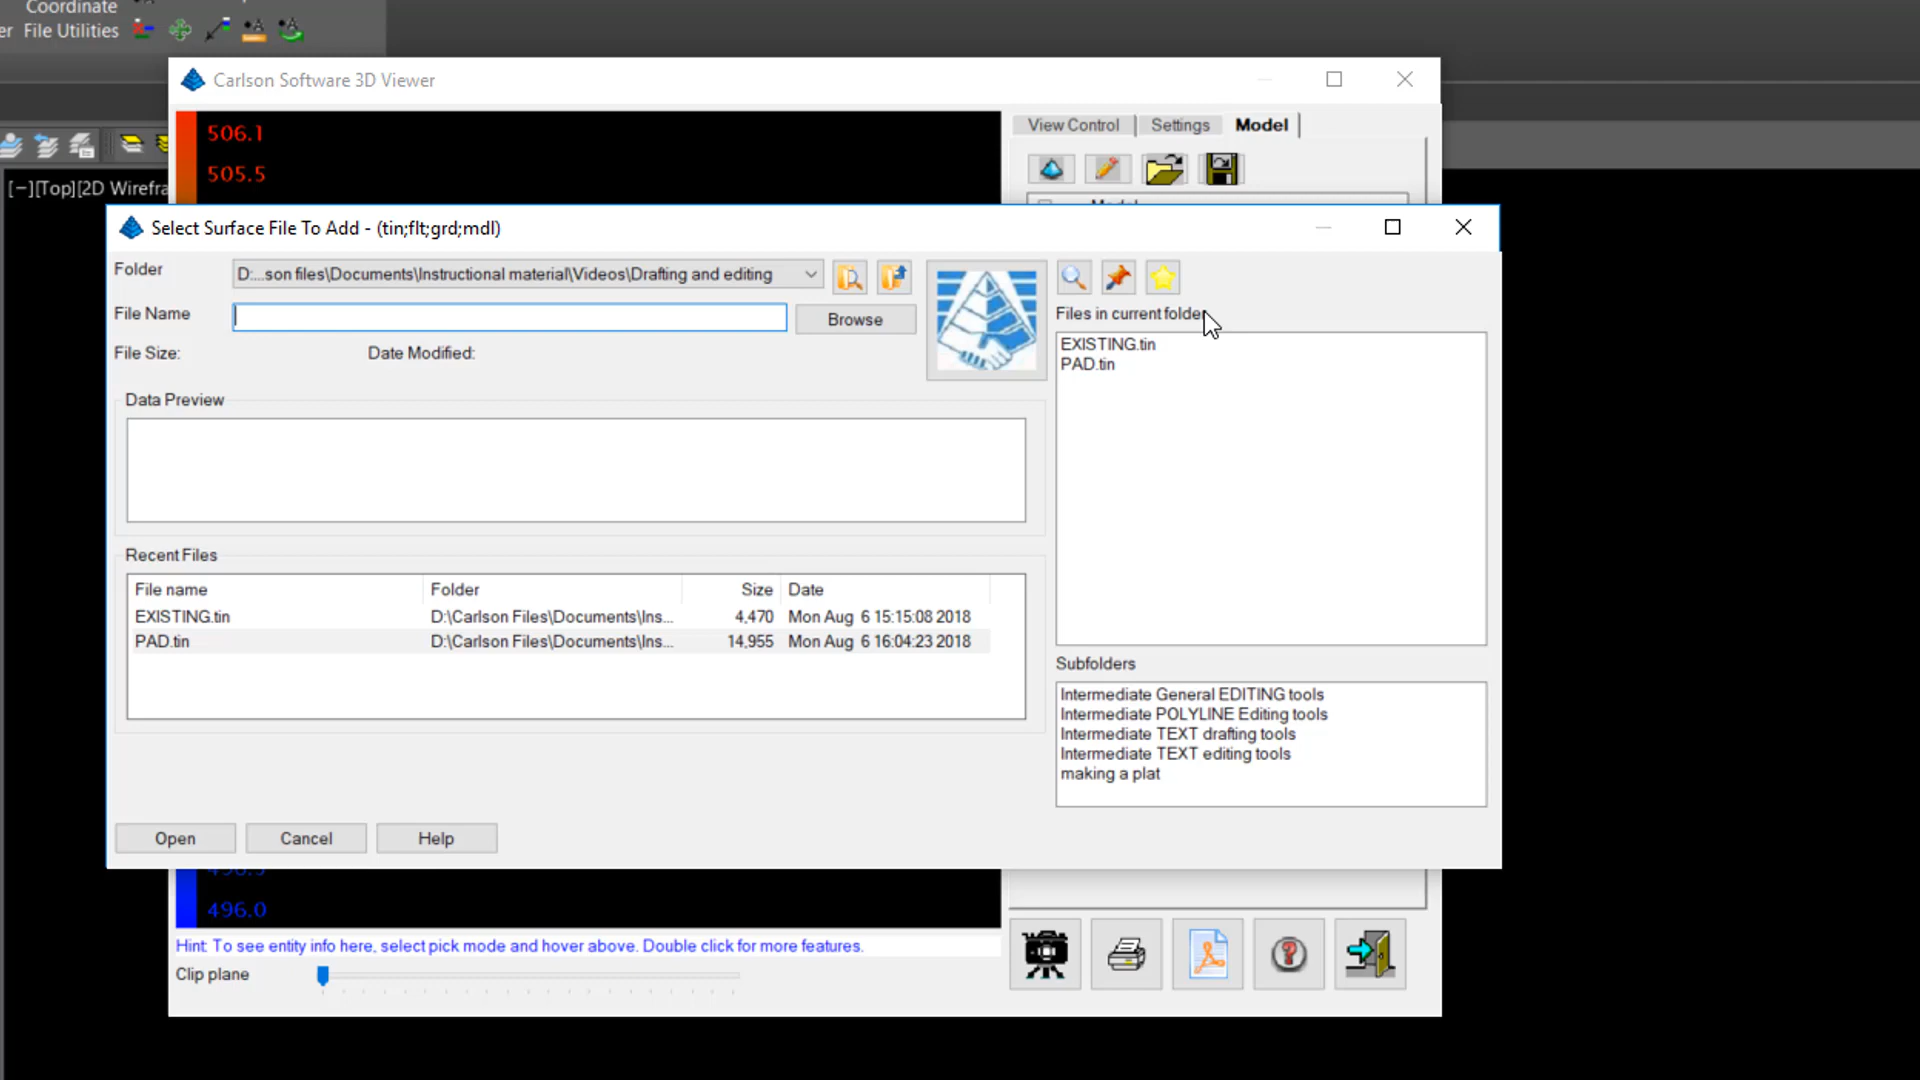 Coordinate
er File Utilities
Carlson Software 3D Viewer
506.1
505.5
View Control
Settings
Model
[−][Top][2D Wirefra
Select Surface File To Add - (tin;flt;grd;mdl)
Folder
D:...son files\Documents\Instructional material\Videos\Drafting and editing
File Name
Browse
Files in current folder
File Size:
Date Modified:
EXISTING.tin
PAD.tin
Data Preview
Recent Files
File name Folder Size Date
EXISTING.tin D:\Carlson Files\Documents\Ins... 4,470 Mon Aug 6 15:15:08 2018
PAD.tin D:\Carlson Files\Documents\Ins... 14,955 Mon Aug 6 16:04:23 2018
Subfolders
Intermediate General EDITING tools
Intermediate POLYLINE Editing tools
Intermediate TEXT drafting tools
Intermediate TEXT editing tools
making a plat
Open
Cancel
Help
496.0
Hint: To see entity info here, select pick mode and hover above. Double click for more features.
Clip plane